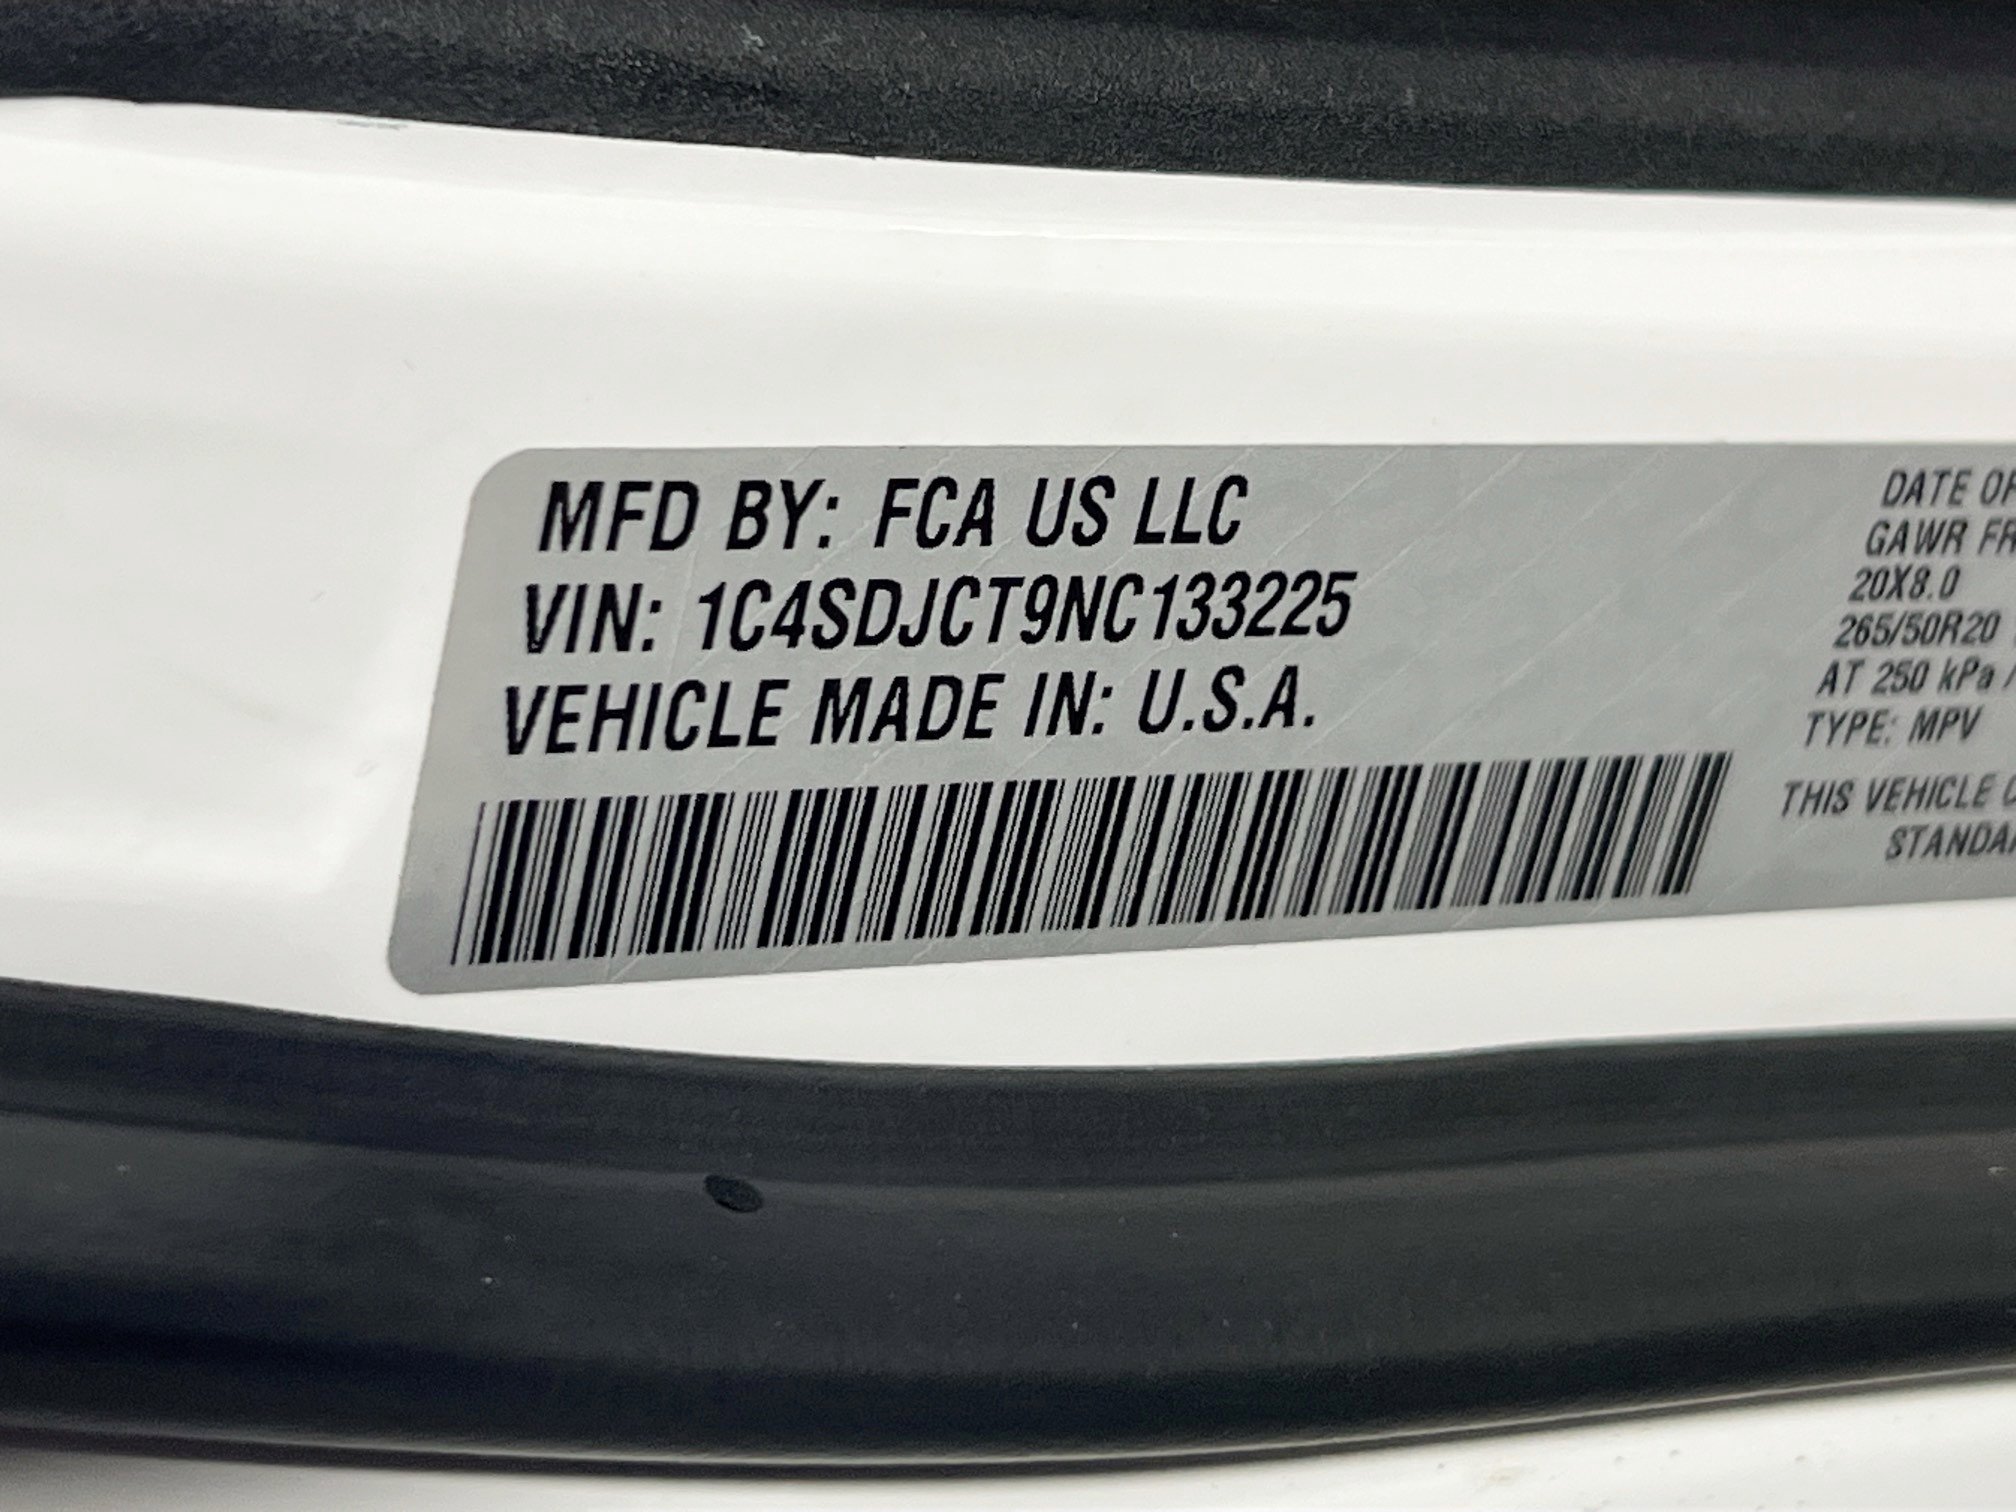 MFD BY: FCA US LLC
VIN: 1C4SDJCT9NC133225
VEHICLE MADE IN: U.S.A.
DATE OF
GAWR FR
20X8.0
265/50R20
AT 250 kPa /
TYPE: MPV
THIS VEHICLE C
STANDAR